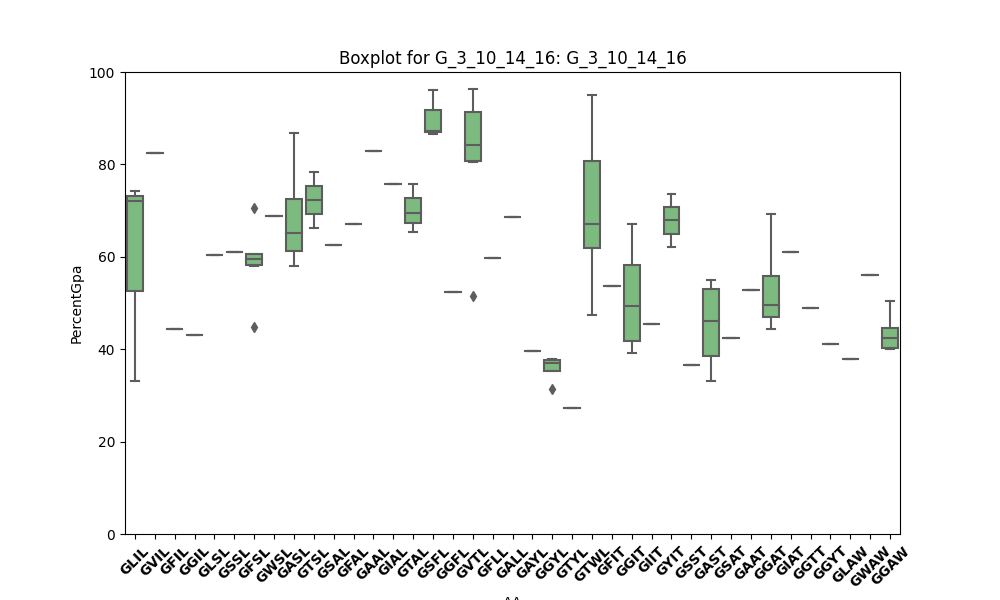 Boxplot for G_3_10_14_16: G_3_10_14_16
100
80
60
40
20
0
PercentGpa
GLIL GVIL GFIL GGIL GLSL GSSL GFSL GWSL GASL GTSL GSAL GFAL GAAL GIAL GTAL GSFL GGFL GVTL GFLL GALL GAYL GGYL GTYL GTWL GFIT GGIT GIIT GYIT GSST GAST GSAT GAAT GGAT GIAT GGTT GGYT GLAW GWAW GGAW